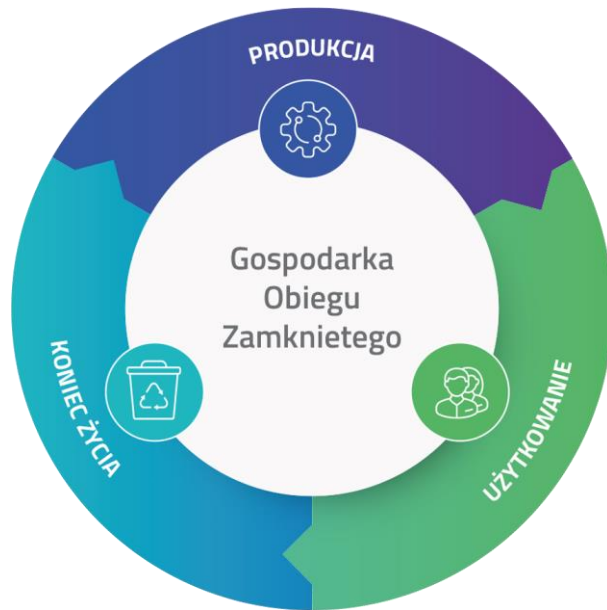 PRODUKCJA
Gospodarka
Obiegu
Zamknietego
KONIEC ŻYCIA
UŻYTKOWANIE